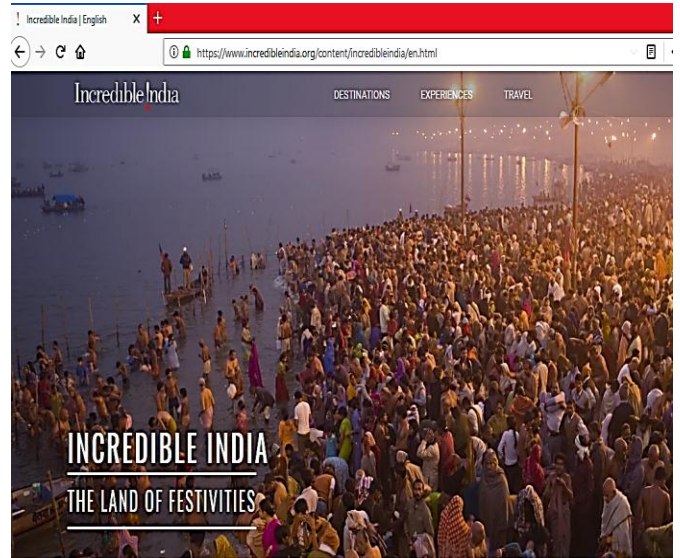 Incredible India | English X +
https://www.incredibleindia.org/content/incredibleindia/en.html
Incredible!ndia DESTINATIONS EXPERIENCES TRAVEL
INCREDIBLE INDIA
THE LAND OF FESTIVITIES